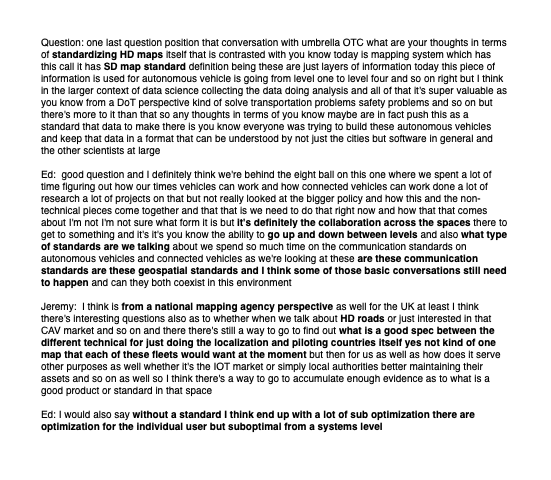 Question: one last question position that conversation with umbrella OTC what are your thoughts in terms
of standardizing HD maps itself that is contrasted with you know today is mapping system which has
this call it has SD map standard definition being these are just layers of information today this piece of
information is used for autonomous vehicle is going from level one to level four and so on right but I think
in the larger context of data science collecting the data doing analysis and all of that it's super valuable as
you know from a DoT perspective kind of solve transportation problems safety problems and so on but
there's more to it than that so any thoughts in terms of you know maybe are in fact push this as a
standard that data to make there is you know everyone was trying to build these autonomous vehicles
and keep that data in a format that can be understood by not just the cities but software in general and
the other scientists at large
Ed: good question and I definitely think we're behind the eight ball on this one where we spent a lot of
time figuring out how our times vehicles can work and how connected vehicles can work done a lot of
research a lot of projects on that but not really looked at the bigger policy and how this and the non-
technical pieces come together and that that is we need to do that right now and how that that comes
about I'm not I'm not sure what form it is but it's definitely the collaboration across the spaces there to
get to something and it's it's you know the ability to go up and down between levels and also what type
of standards are we talking about we spend so much time on the communication standards on
autonomous vehicles and connected vehicles as we're looking at these are these communication
standards are these geospatial standards and I think some of those basic conversations still need
to happen and can they both coexist in this environment
Jeremy: I think is from a national mapping agency perspective as well for the UK at least I think
there's interesting questions also as to whether when we talk about HD roads or just interested in that
CAV market and so on and there there's still a way to go to find out what is a good spec between the
different technical for just doing the localization and piloting countries itself yes not kind of one
map that each of these fleets would want at the moment but then for us as well as how does it serve
other purposes as well whether it's the IOT market or simply local authorities better maintaining their
assets and so on as well so I think there's a way to go to accumulate enough evidence as to what is a
good product or standard in that space
Ed: I would also say without a standard I think end up with a lot of sub optimization there are
optimization for the individual user but suboptimal from a systems level